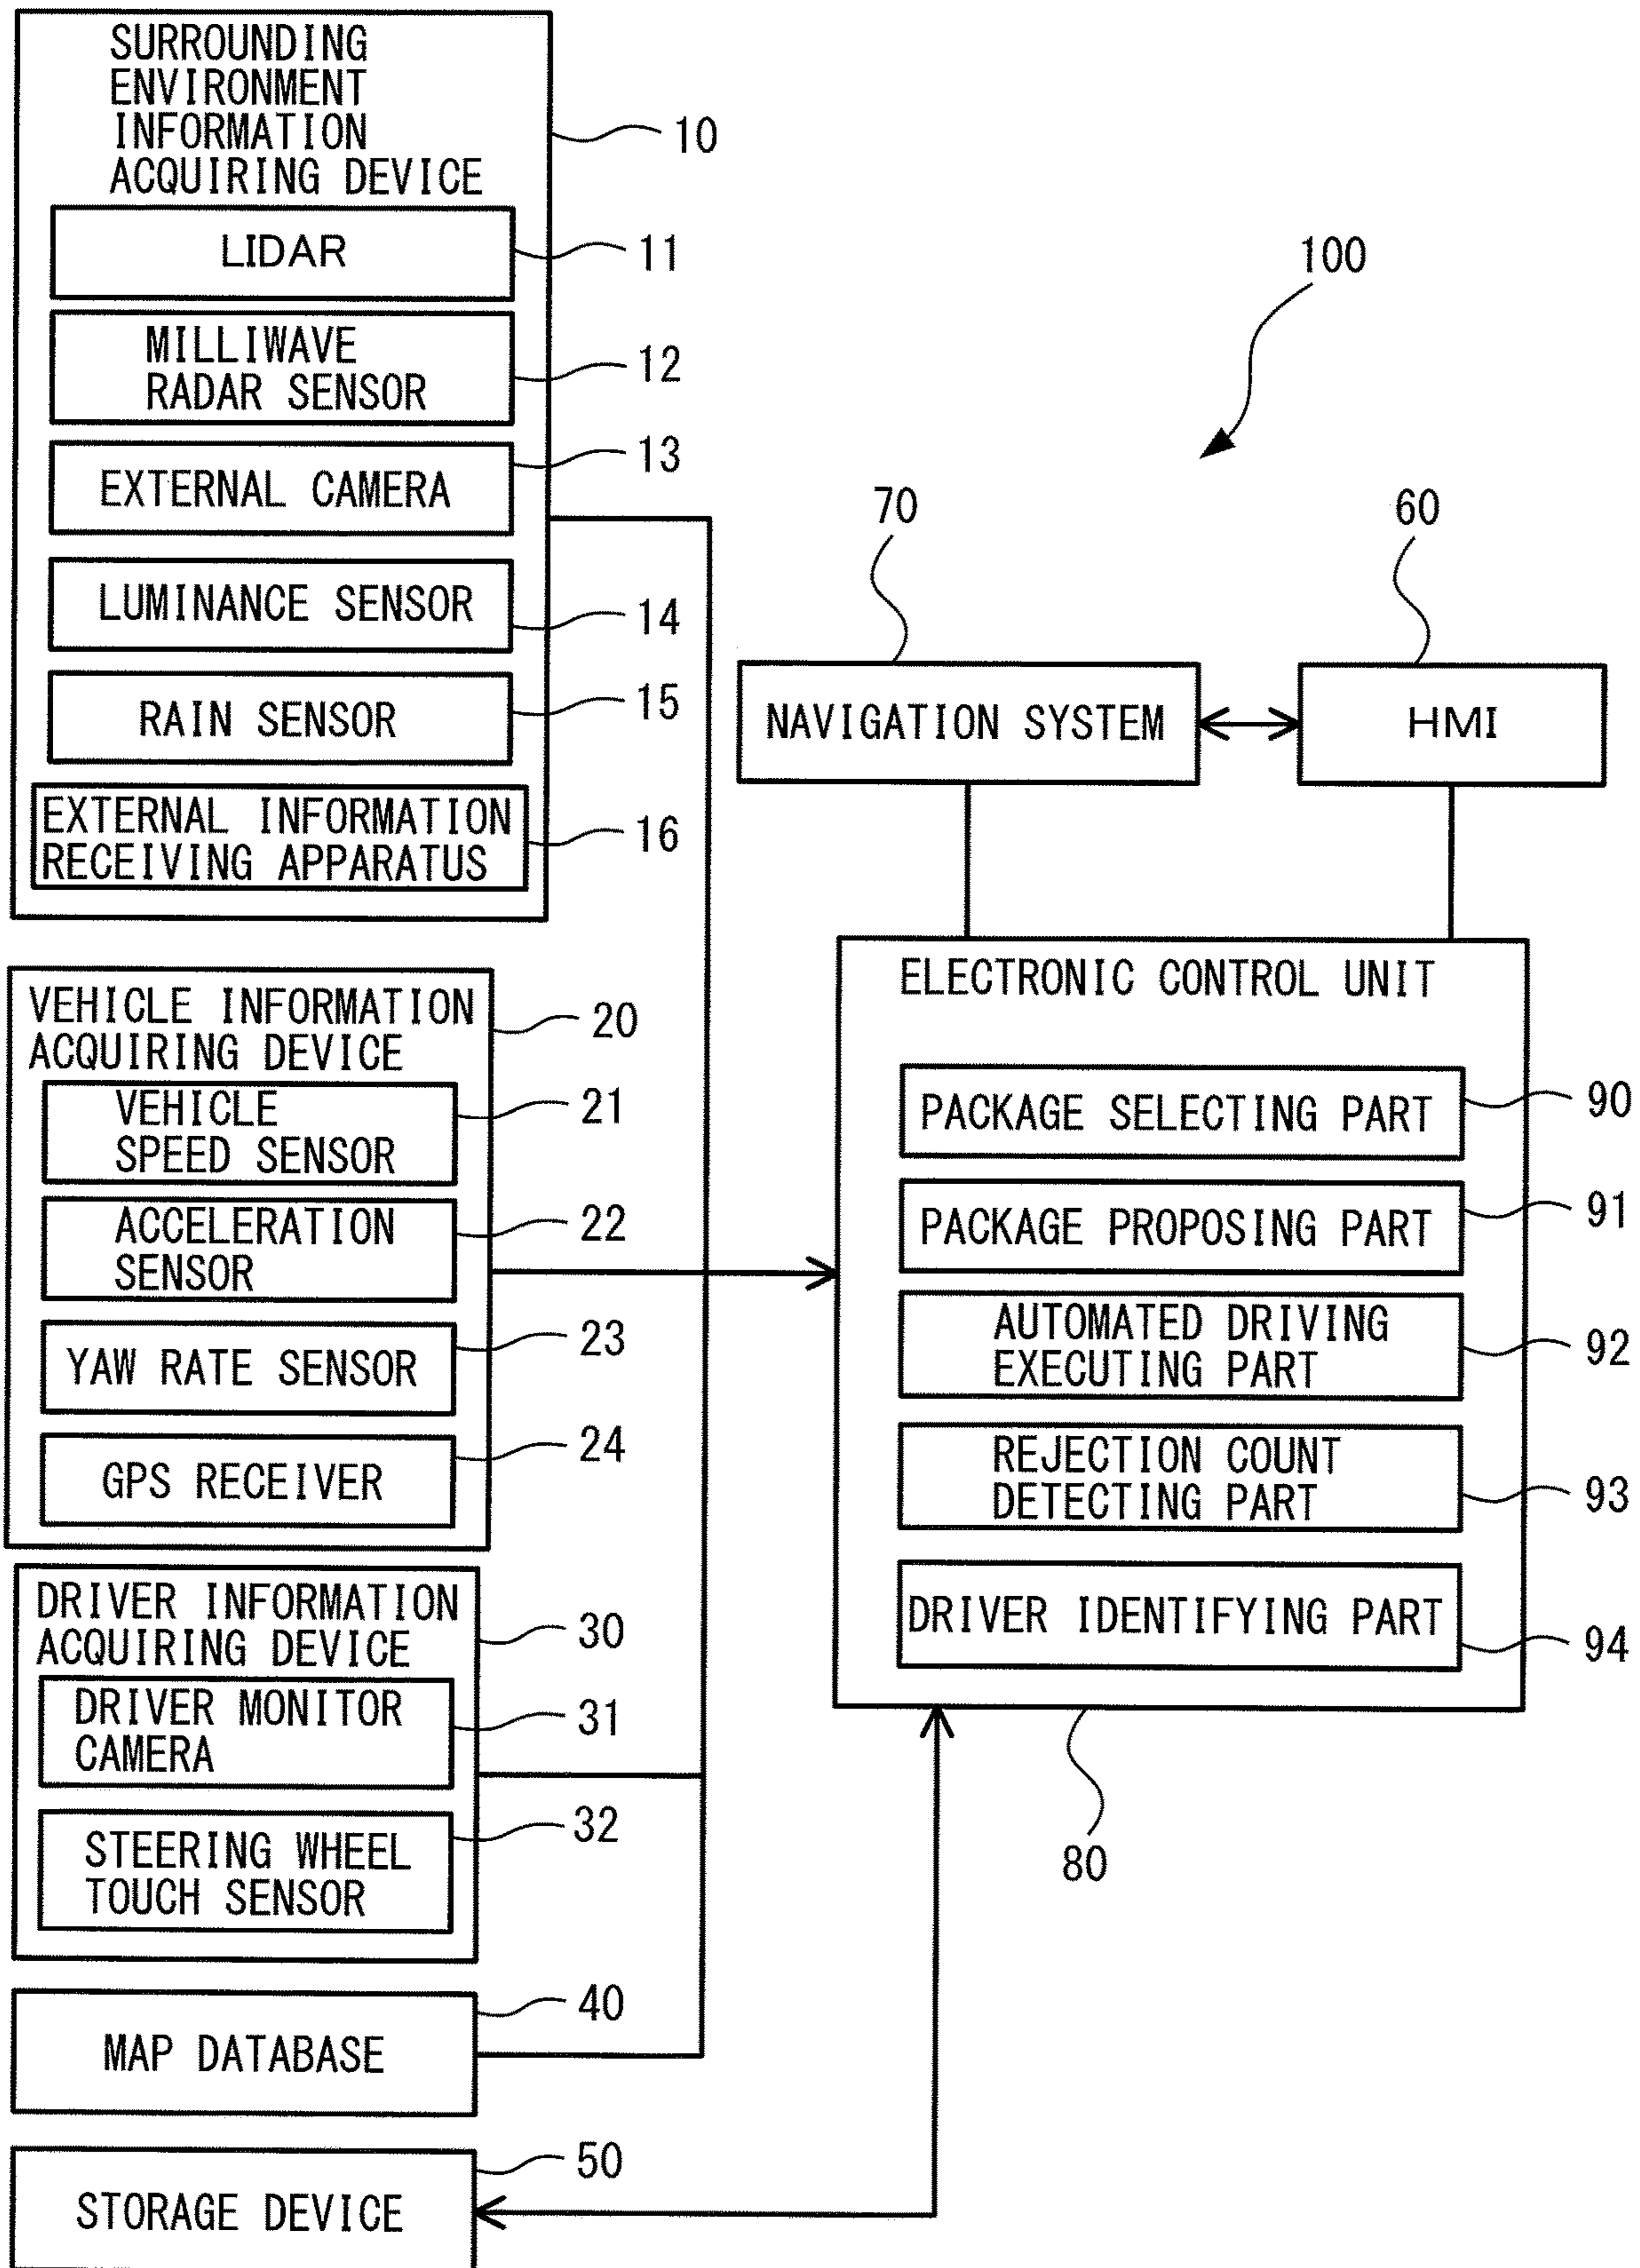 SURROUNDING
ENVIRONMENT
INFORMATION
ACQUIRING DEVICE
10
LIDAR
11
MILLIWAVE
RADAR SENSOR
12
EXTERNAL CAMERA
13
LUMINANCE SENSOR
14
RAIN SENSOR
15
EXTERNAL INFORMATION
RECEIVING APPARATUS
16
VEHICLE INFORMATION
ACQUIRING DEVICE
20
VEHICLE
SPEED SENSOR
21
ACCELERATION
SENSOR
22
YAW RATE SENSOR
23
GPS RECEIVER
24
DRIVER INFORMATION
ACQUIRING DEVICE
30
DRIVER MONITOR
CAMERA
31
STEERING WHEEL
TOUCH SENSOR
32
MAP DATABASE
40
STORAGE DEVICE
50
100
70
NAVIGATION SYSTEM
60
HMI
ELECTRONIC CONTROL UNIT
PACKAGE SELECTING PART
90
PACKAGE PROPOSING PART
91
AUTOMATED DRIVING
EXECUTING PART
92
REJECTION COUNT
DETECTING PART
93
DRIVER IDENTIFYING PART
94
80